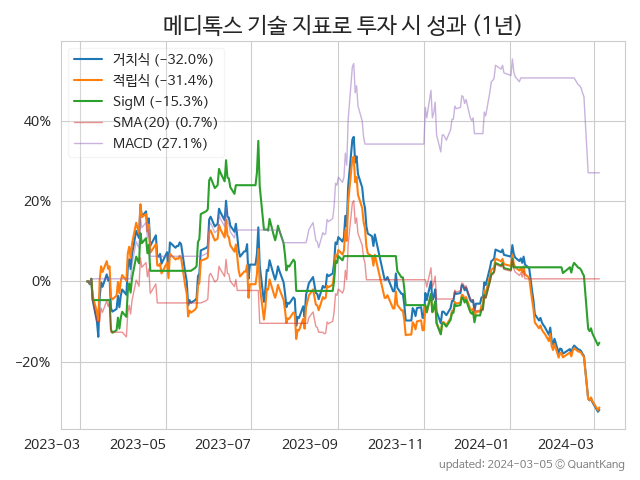 메디톡스 기술 지표로 투자 시 성과 (1년)
거치식 (−32.0%)
적립식 (−31.4%)
SigM (−15.3%)
SMA(20) (0.7%)
MACD (27.1%)
40%
20%
0%
−20%
2023-03 2023-05 2023-07 2023-09 2023-11 2024-01 2024-03
updated: 2024-03-05 © QuantKang